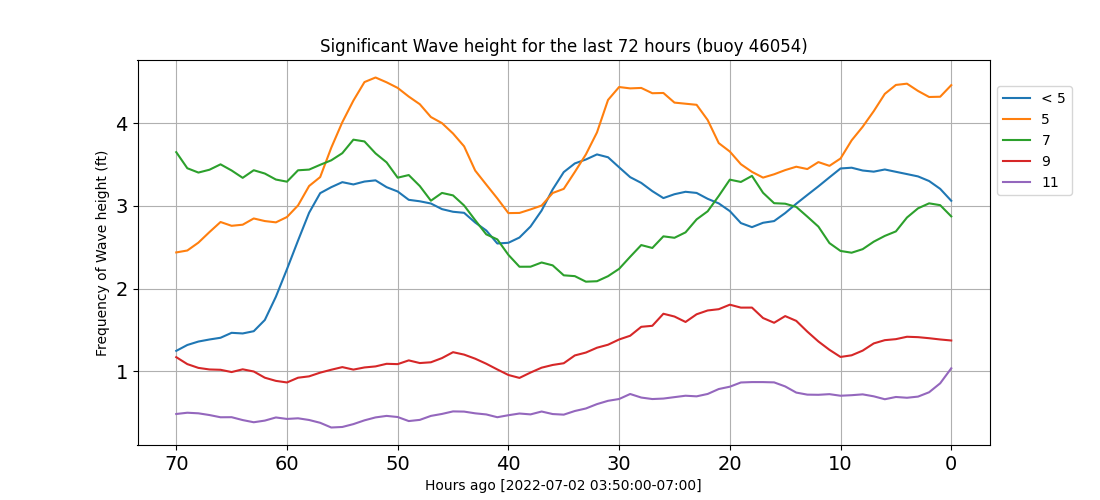 Significant Wave height for the last 72 hours (buoy 46054)
Frequency of Wave height (ft)
4
3
2
1
70 60 50 40 30 20 10 0
Hours ago [2022-07-02 03:50:00-07:00]
< 5
5
7
9
11